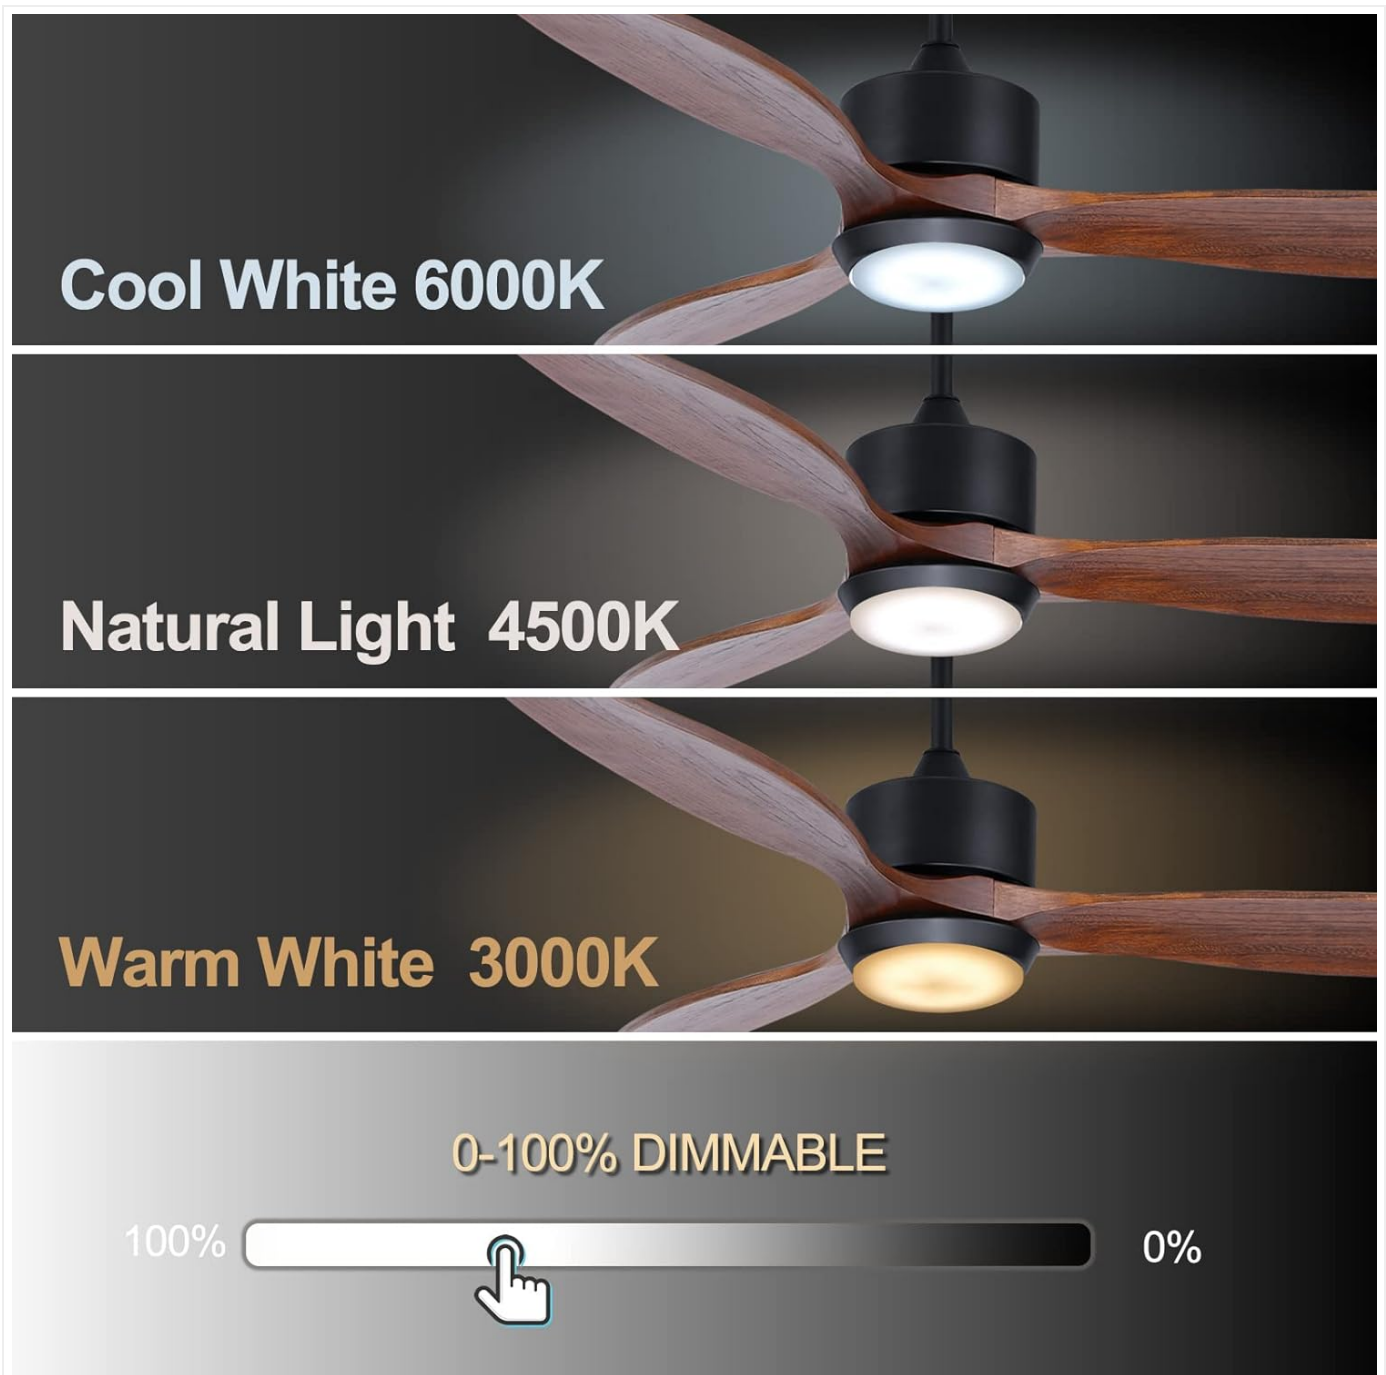 Cool White 6000K
Natural Light 4500K
Warm White 3000K
0-100% DIMMABLE
100%
0%